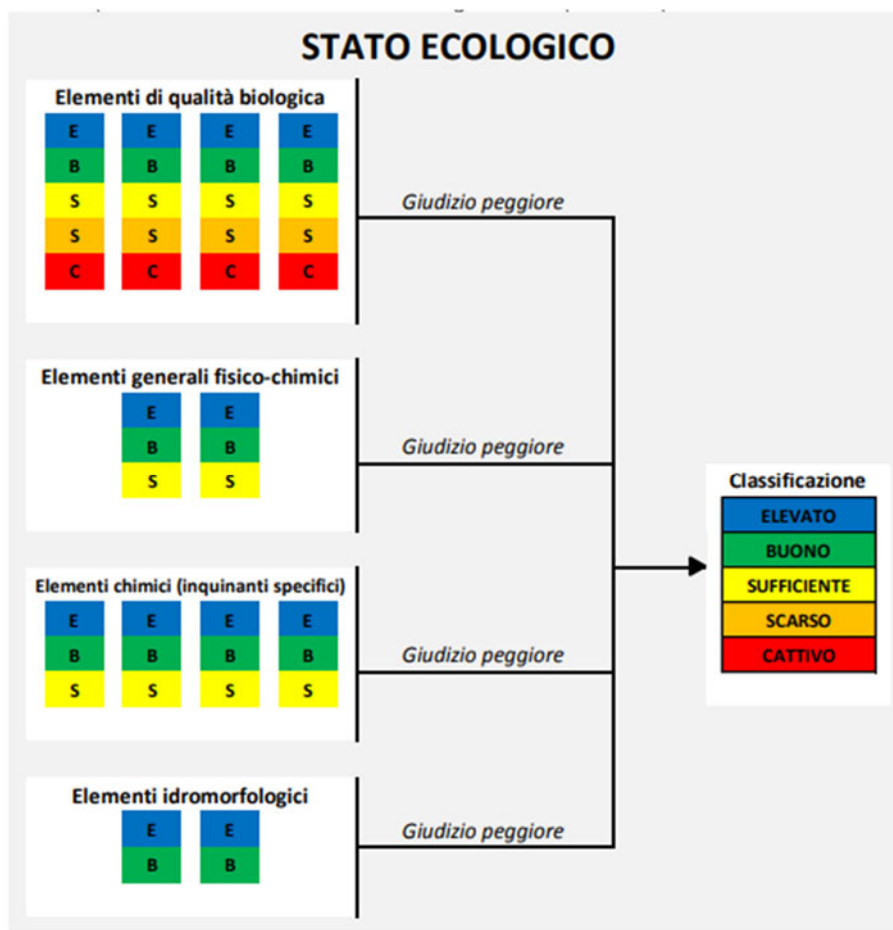 STATO ECOLOGICO
Elementi di qualità biologica
E E E E
B B B B
S S S S
S S S S
C C C C
Giudizio peggiore
Elementi generali fisico-chimici
E E
B B
S S
Giudizio peggiore
Elementi chimici (inquinanti specifici)
E E E E
B B B B
S S S S
Giudizio peggiore
Elementi idromorfologici
E E
B B
Giudizio peggiore
Classificazione
ELEVATO
BUONO
SUFFICIENTE
SCARSO
CATTIVO